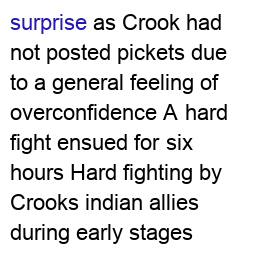 surprise as Crook had
not posted pickets due
to a general feeling of
overconfidence A hard
fight ensued for six
hours Hard fighting by
Crooks indian allies
during early stages